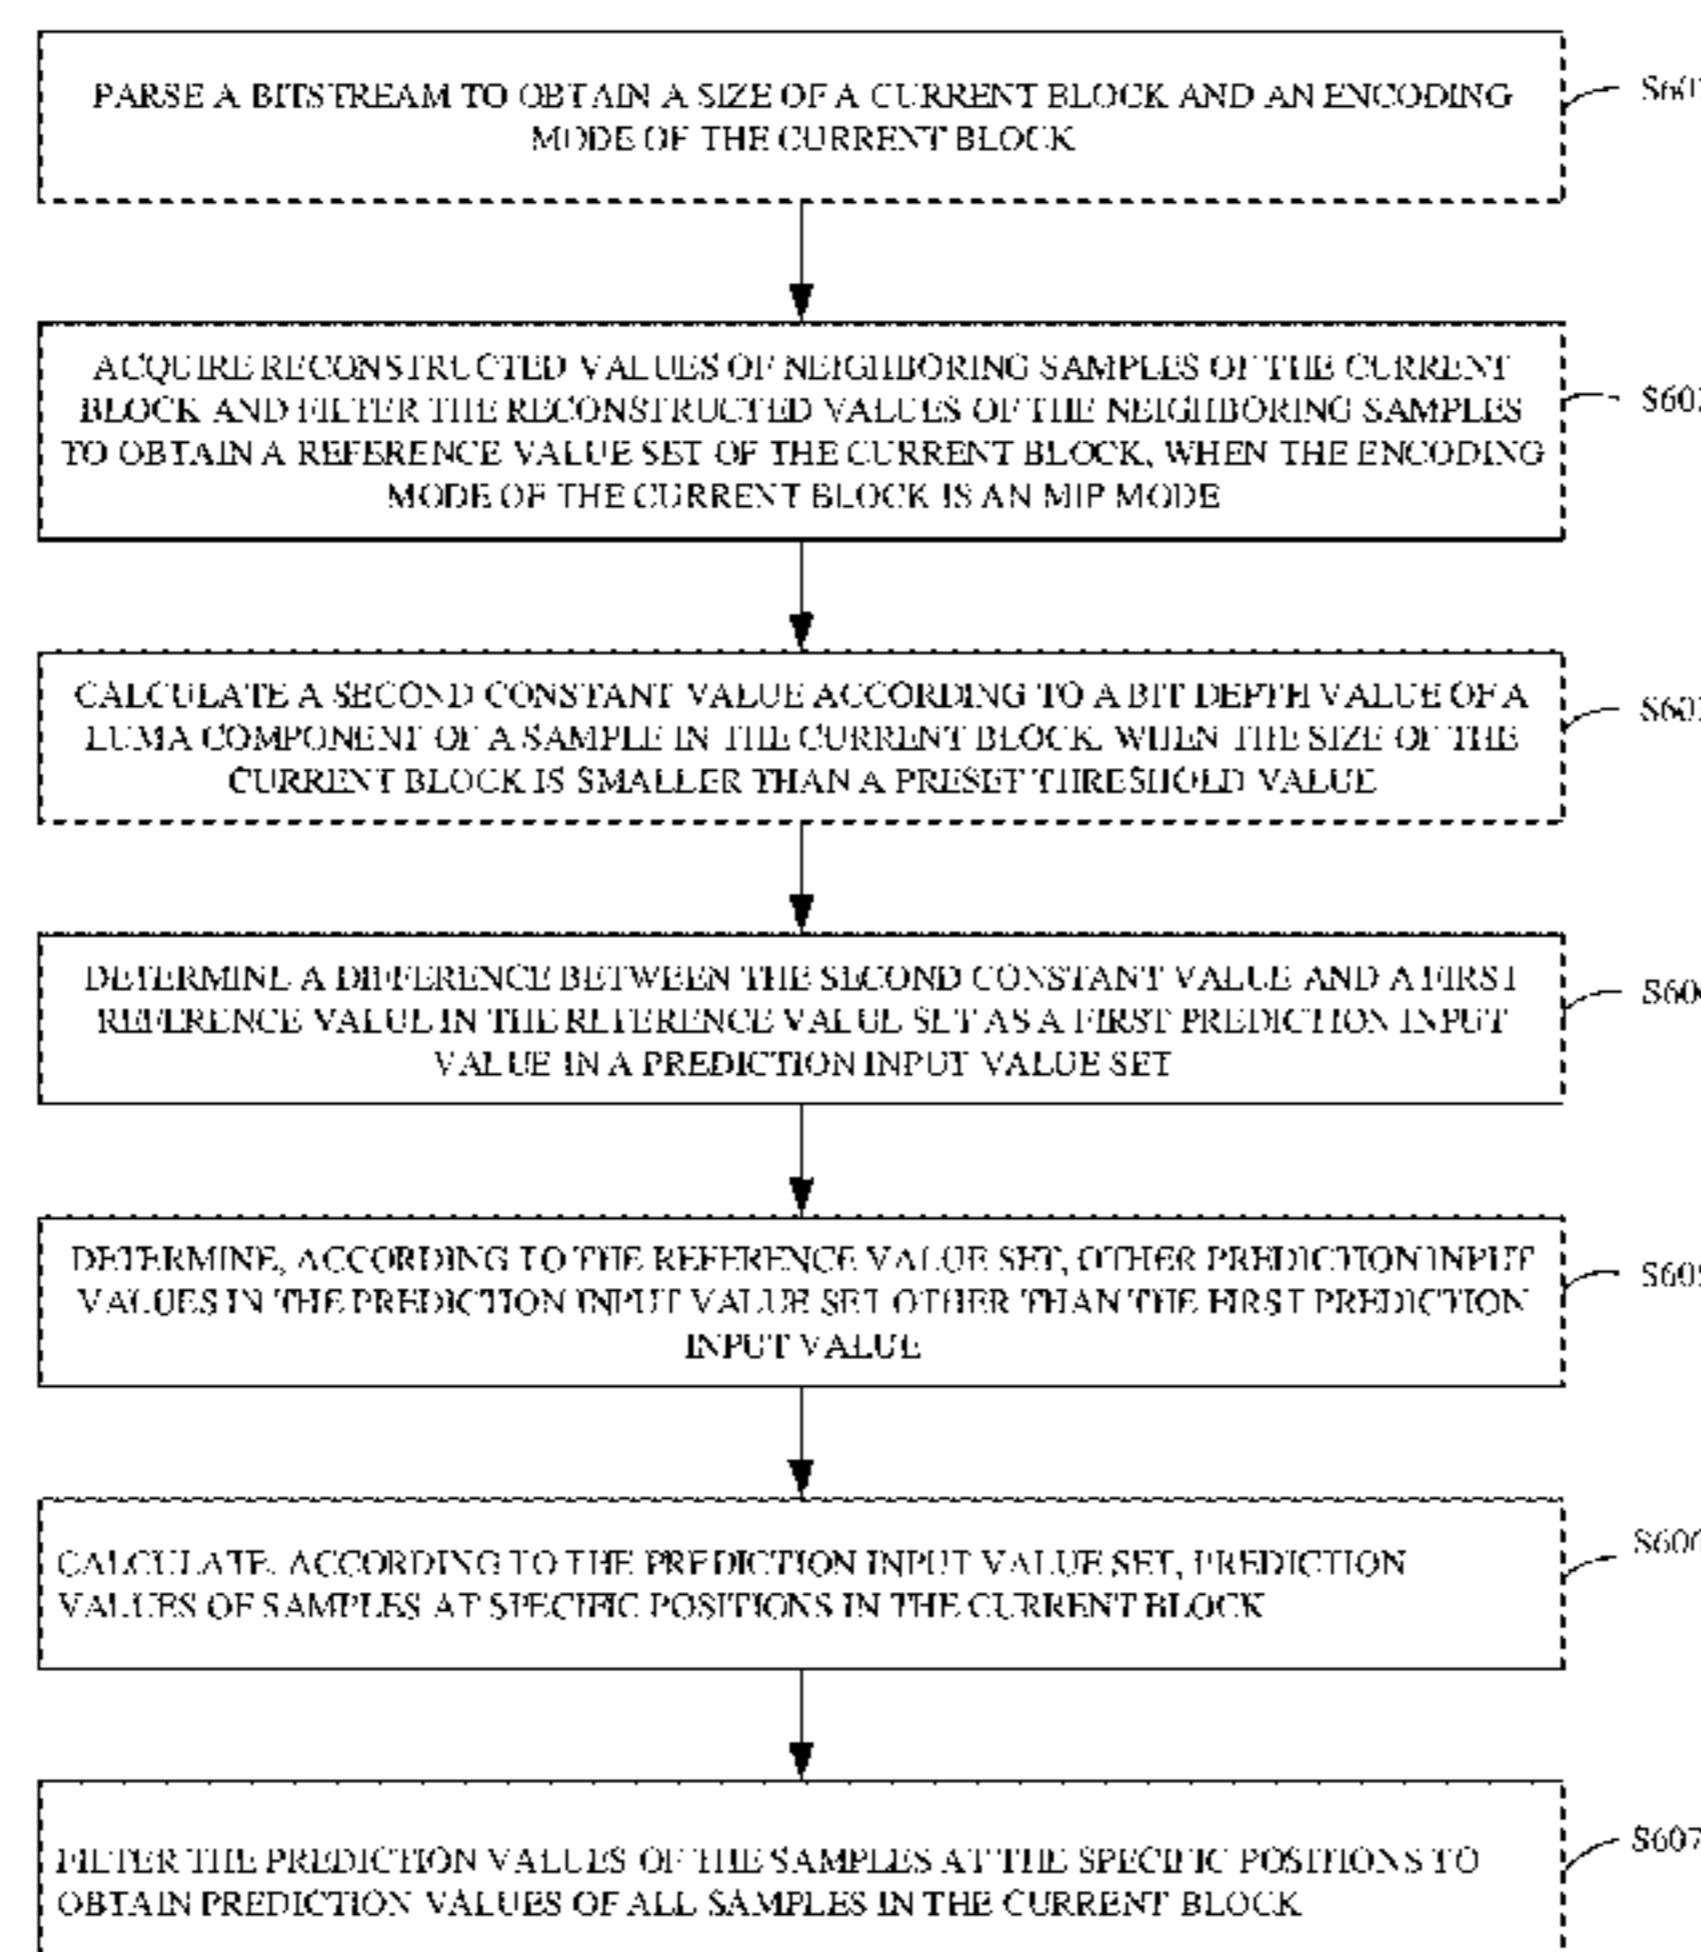 PARSE A BITSTREAM TO OBTAIN A SIZE OF A CURRENT BLOCK AND AN ENCODING
MODE OF THE CURRENT BLOCK
S601
ACQUIRE RECONSTRUCTED VALUES OF NEIGHBORING SAMPLES OF THE CURRENT
BLOCK AND FILTER THE RECONSTRUCTED VALUES OF THE NEIGHBORING SAMPLES
TO OBTAIN A REFERENCE VALUE SET OF THE CURRENT BLOCK, WHEN THE ENCODING
MODE OF THE CURRENT BLOCK IS AN MIP MODE
S602
CALCULATE A SECOND CONSTANT VALUE ACCORDING TO A BIT DEPTH VALUE OF A
LUMA COMPONENT OF A SAMPLE IN THE CURRENT BLOCK, WHEN THE SIZE OF THE
CURRENT BLOCK IS SMALLER THAN A PRESET THRESHOLD VALUE
S603
DETERMINE A DIFFERENCE BETWEEN THE SECOND CONSTANT VALUE AND A FIRST
REFERENCE VALUE IN THE REFERENCE VALUE SET AS A FIRST PREDICTION INPUT
VALUE IN A PREDICTION INPUT VALUE SET
S604
DETERMINE, ACCORDING TO THE REFERENCE VALUE SET, OTHER PREDICTION INPUT
VALUES IN THE PREDICTION INPUT VALUE SET OTHER THAN THE FIRST PREDICTION
INPUT VALUE
S605
CALCULATE, ACCORDING TO THE PREDICTION INPUT VALUE SET, PREDICTION
VALUES OF SAMPLES AT SPECIFIC POSITIONS IN THE CURRENT BLOCK
S606
FILTER THE PREDICTION VALUES OF THE SAMPLES AT THE SPECIFIC POSITIONS TO
OBTAIN PREDICTION VALUES OF ALL SAMPLES IN THE CURRENT BLOCK
S607